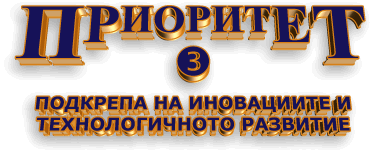 ПРИОРИТЕТ
3
ПОДКРЕПА НА ИНОВАЦИИТЕ И
ТЕХНОЛОГИЧНОТО РАЗВИТИЕ